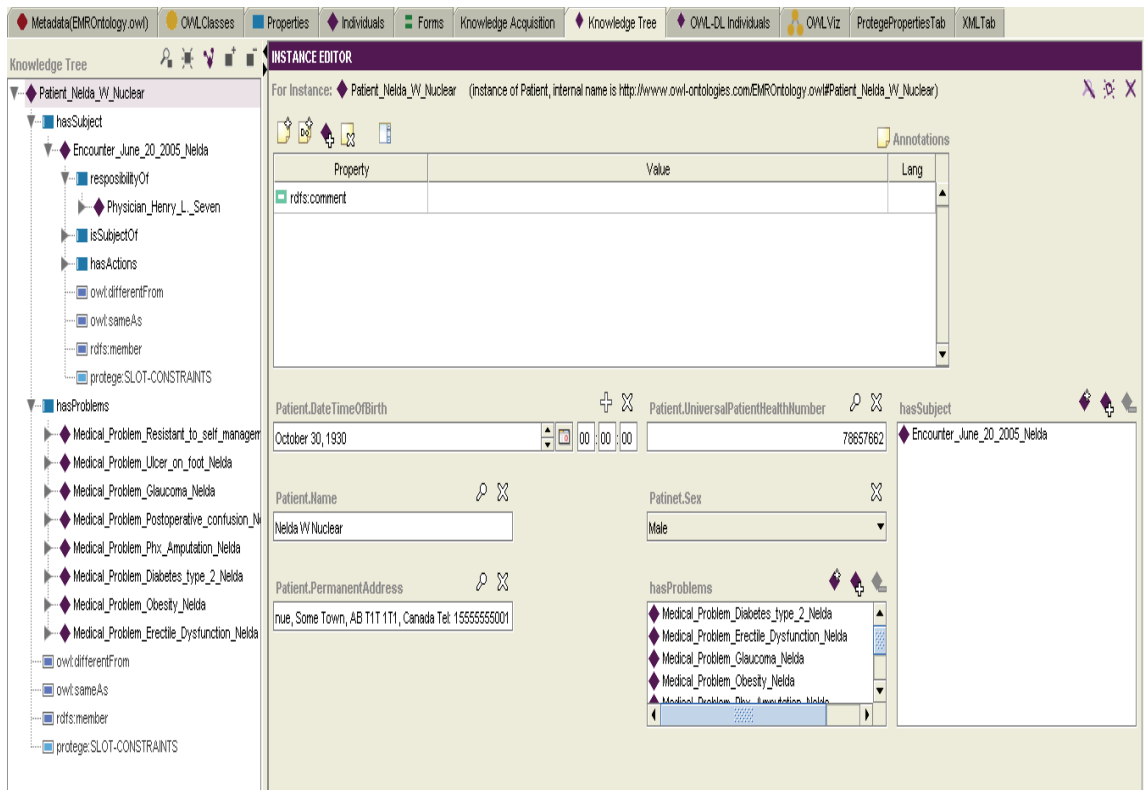 Metadata(EMROntology.owl) OWLClasses Properties Individuals Forms Knowledge Acquisition Knowledge Tree OWL-DL Individuals OWLViz ProtegePropertiesTab XMLTab
Knowledge Tree
Patient_Nelda_W_Nuclear
hasSubject
Encounter_June_20_2005_Nelda
resposibilityOf
Physician_Henry_L._Seven
isSubjectOf
hasActions
owl:differentFrom
owl:sameAs
rdfs:member
protege:SLOT-CONSTRAINTS
hasProblems
Medical_Problem_Resistant_to_self_managem
Medical_Problem_Ulcer_on_foot_Nelda
Medical_Problem_Glaucoma_Nelda
Medical_Problem_Postoperative_confusion_N
Medical_Problem_Phx_Amputation_Nelda
Medical_Problem_Diabetes_type_2_Nelda
Medical_Problem_Obesity_Nelda
Medical_Problem_Erectile_Dysfunction_Nelda
owl:differentFrom
owl:sameAs
rdfs:member
protege:SLOT-CONSTRAINTS
INSTANCE EDITOR
For Instance: Patient_Nelda_W_Nuclear (instance of Patient, internal name is http://www.owl-ontologies.com/EMROntology.owl#Patient_Nelda_W_Nuclear)
Annotations
Property Value Lang
rdfs:comment
Patient.DateTimeOfBirth
October 30, 1930 00 :00 :00
Patient.UniversalPatientHealthNumber
78657662
hasSubject
Encounter_June_20_2005_Nelda
Patient.Name
Nelda W Nuclear
Patinet.Sex
Male
Patient.PermanentAddress
nue, Some Town, AB T1T 1T1, Canada Tel: 15555555001
hasProblems
Medical_Problem_Diabetes_type_2_Nelda
Medical_Problem_Erectile_Dysfunction_Nelda
Medical_Problem_Glaucoma_Nelda
Medical_Problem_Obesity_Nelda
Medical_Problem_Phx_Amputation_Nelda